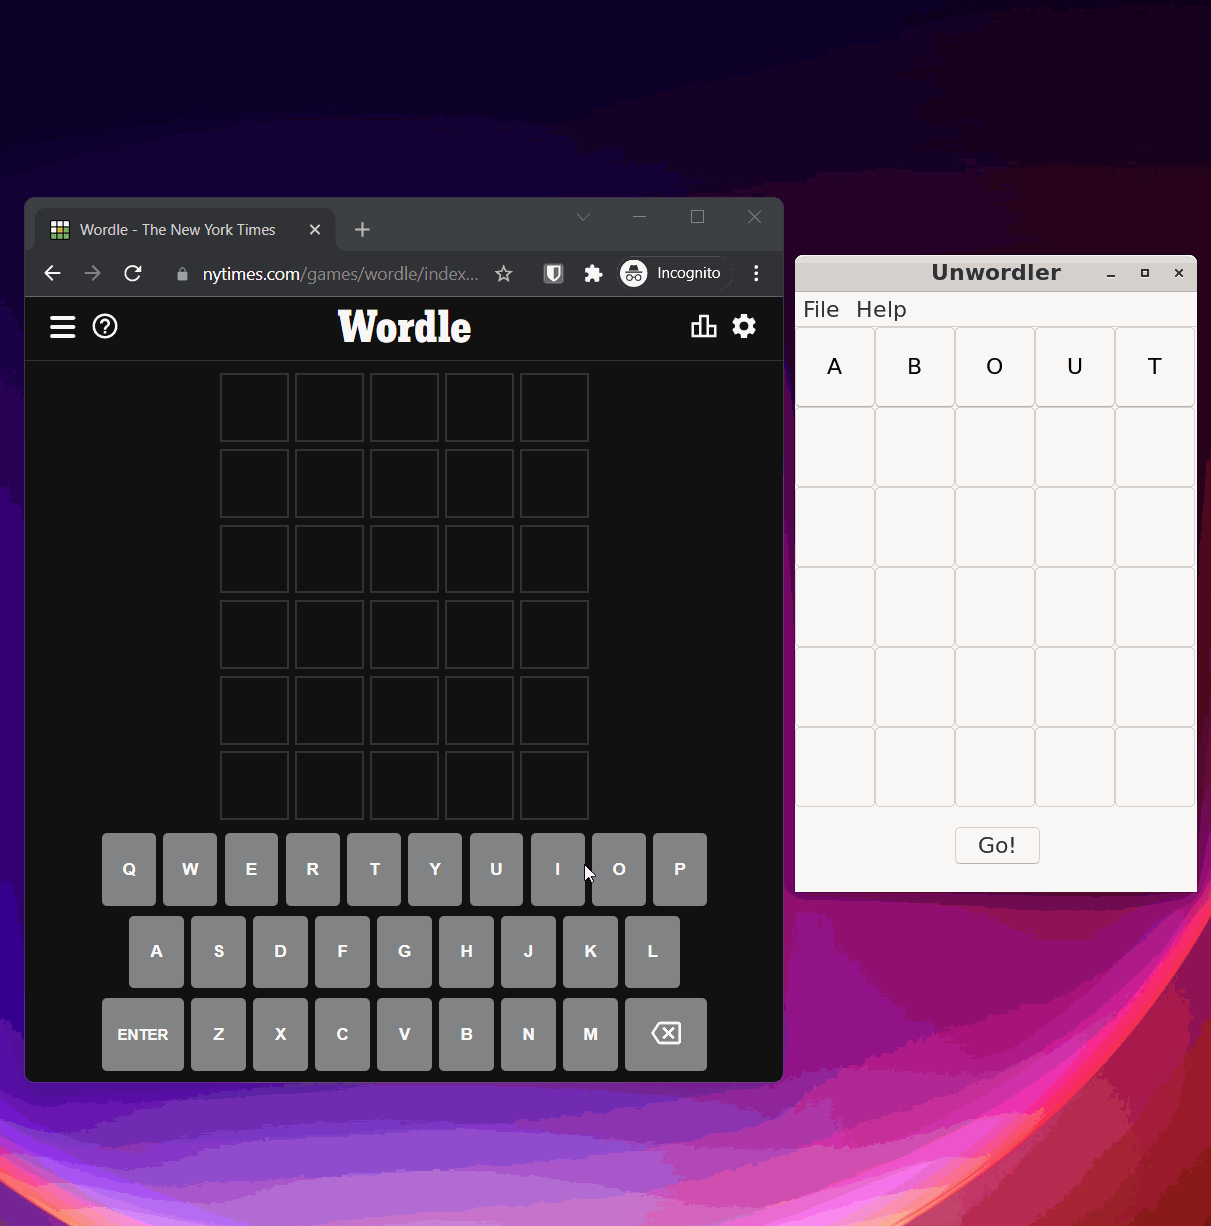 Wordle - The New York Times
nytimes.com/games/wordle/index...
Incognito
Wordle
Q W E R T Y U I O P
A S D F G H J K L
ENTER Z X C V B N M
Unwordler
File Help
A B O U T
Go!